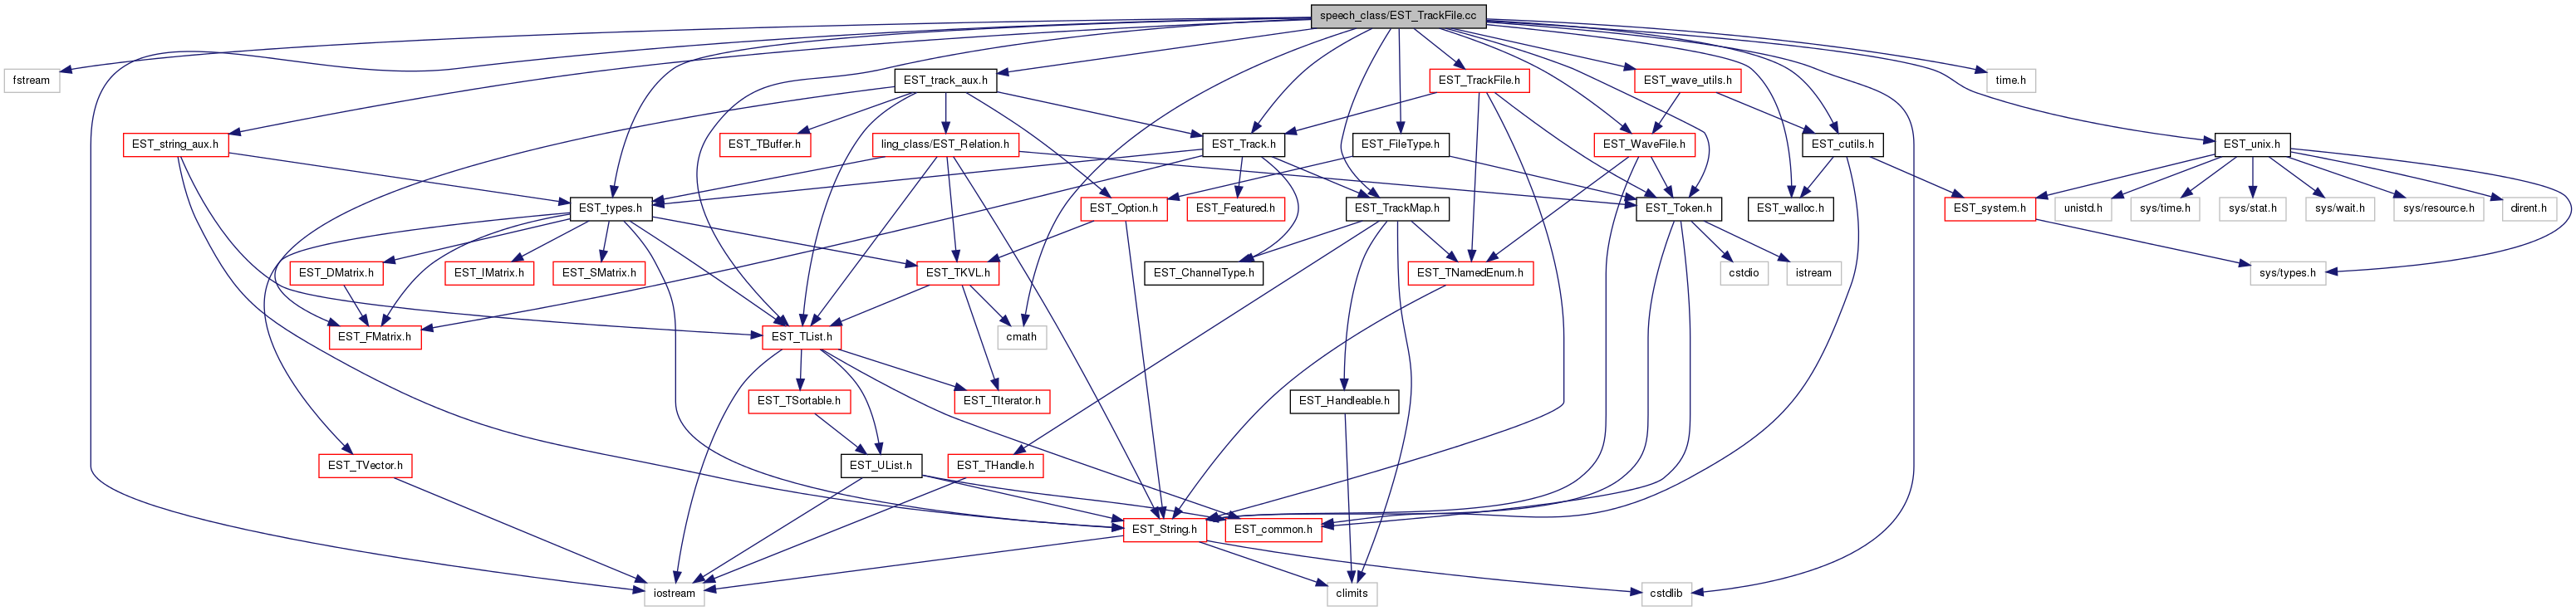 speech_class/EST_TrackFile.cc
fstream
EST_track_aux.h
EST_TrackFile.h
EST_wave_utils.h
time.h
EST_string_aux.h
EST_TBuffer.h
ling_class/EST_Relation.h
EST_Track.h
EST_FileType.h
EST_WaveFile.h
EST_cutils.h
EST_unix.h
EST_types.h
EST_Option.h
EST_Featured.h
EST_TrackMap.h
EST_Token.h
EST_walloc.h
EST_system.h
unistd.h
sys/time.h
sys/stat.h
sys/wait.h
sys/resource.h
dirent.h
EST_DMatrix.h
EST_IMatrix.h
EST_SMatrix.h
EST_TKVL.h
EST_ChannelType.h
EST_TNamedEnum.h
cstdio
istream
sys/types.h
EST_FMatrix.h
EST_TList.h
cmath
EST_TSortable.h
EST_TIterator.h
EST_Handleable.h
EST_TVector.h
EST_UList.h
EST_THandle.h
EST_String.h
EST_common.h
iostream
climits
cstdlib